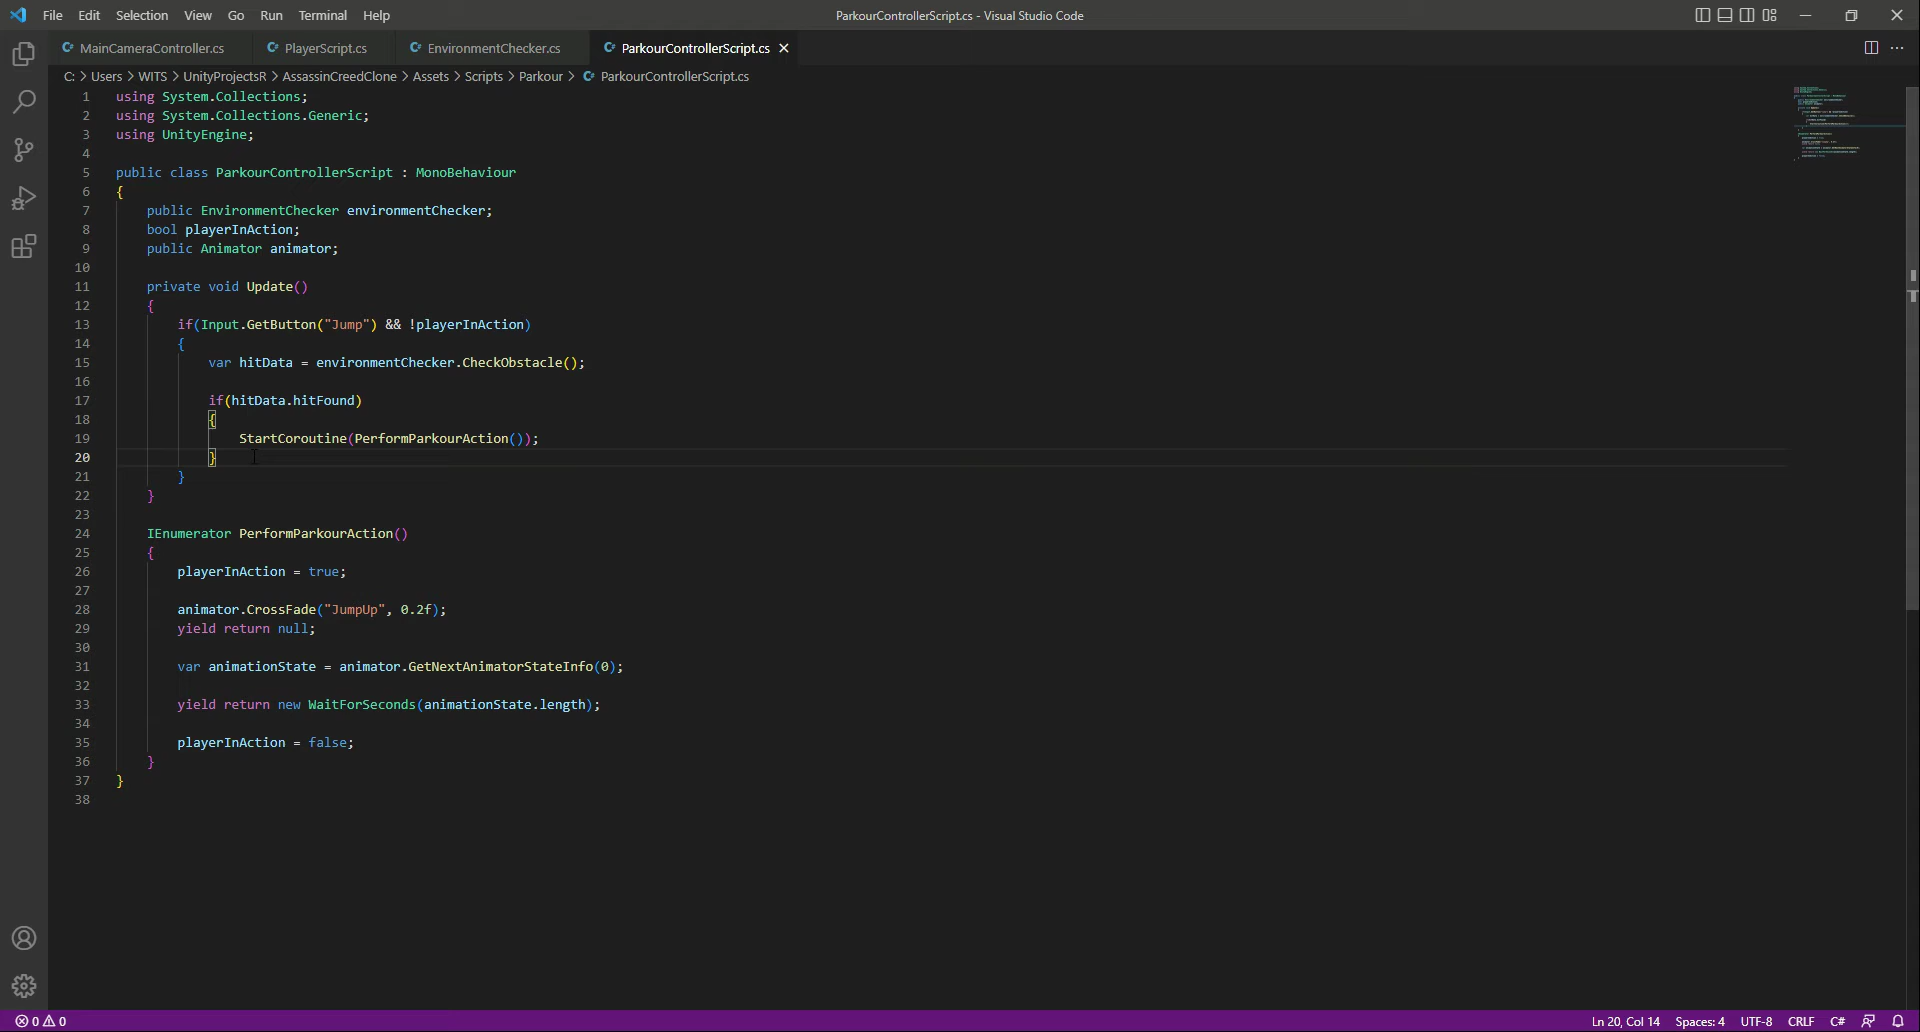 File Edit Selection View Go Run Terminal Help ParkourControllerScript.cs - Visual Studio Code
MainCameraController.cs PlayerScript.cs EnvironmentChecker.cs ParkourControllerScript.cs
C: > Users > WITS > UnityProjectsR > AssassinCreedClone > Assets > Scripts > Parkour > ParkourControllerScript.cs
1 using System.Collections;
2 using System.Collections.Generic;
3 using UnityEngine;
4
5 public class ParkourControllerScript : MonoBehaviour
6 {
7 public EnvironmentChecker environmentChecker;
8 bool playerInAction;
9 public Animator animator;
10
11 private void Update()
12 {
13 if(Input.GetButton("Jump") && !playerInAction)
14 {
15 var hitData = environmentChecker.CheckObstacle();
16
17 if(hitData.hitFound)
18 {
19 StartCoroutine(PerformParkourAction());
20 }
21 }
22 }
23
24 IEnumerator PerformParkourAction()
25 {
26 playerInAction = true;
27
28 animator.CrossFade("JumpUp", 0.2f);
29 yield return null;
30
31 var animationState = animator.GetNextAnimatorStateInfo(0);
32
33 yield return new WaitForSeconds(animationState.length);
34
35 playerInAction = false;
36 }
37 }
38
0 0 Ln 20, Col 14 Spaces: 4 UTF-8 CRLF C#